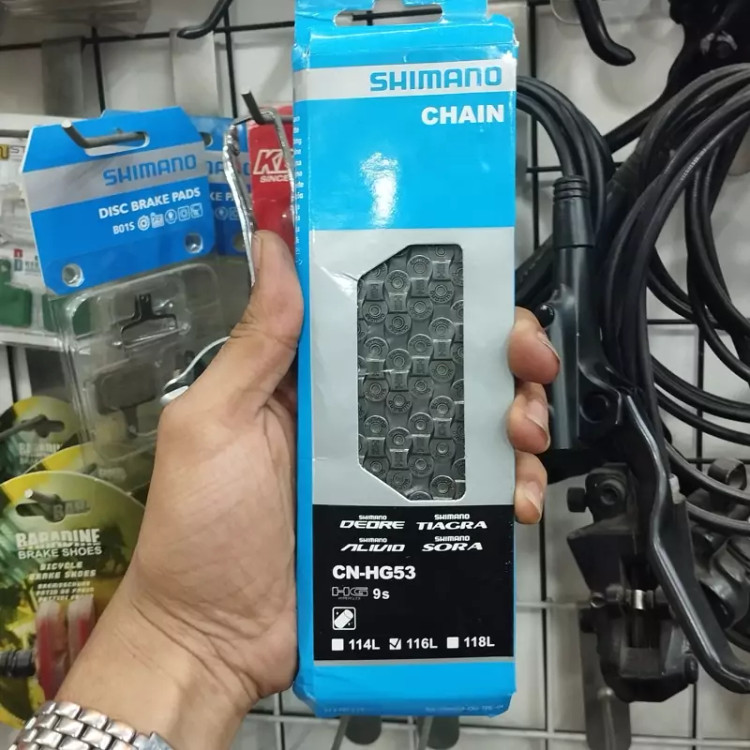 SHIMANO
CHAIN
SHIMANO
DEORE
SHIMANO
TIAGRA
SHIMANO
ALIVIO
SHIMANO
SORA
CN-HG53
HG 9s
114L 116L 118L
SHIMANO
DISC BRAKE PADS
B01S
SINCE
BARADINE
BRAKE SHOES
BICYCLE
BRAKE SHOES